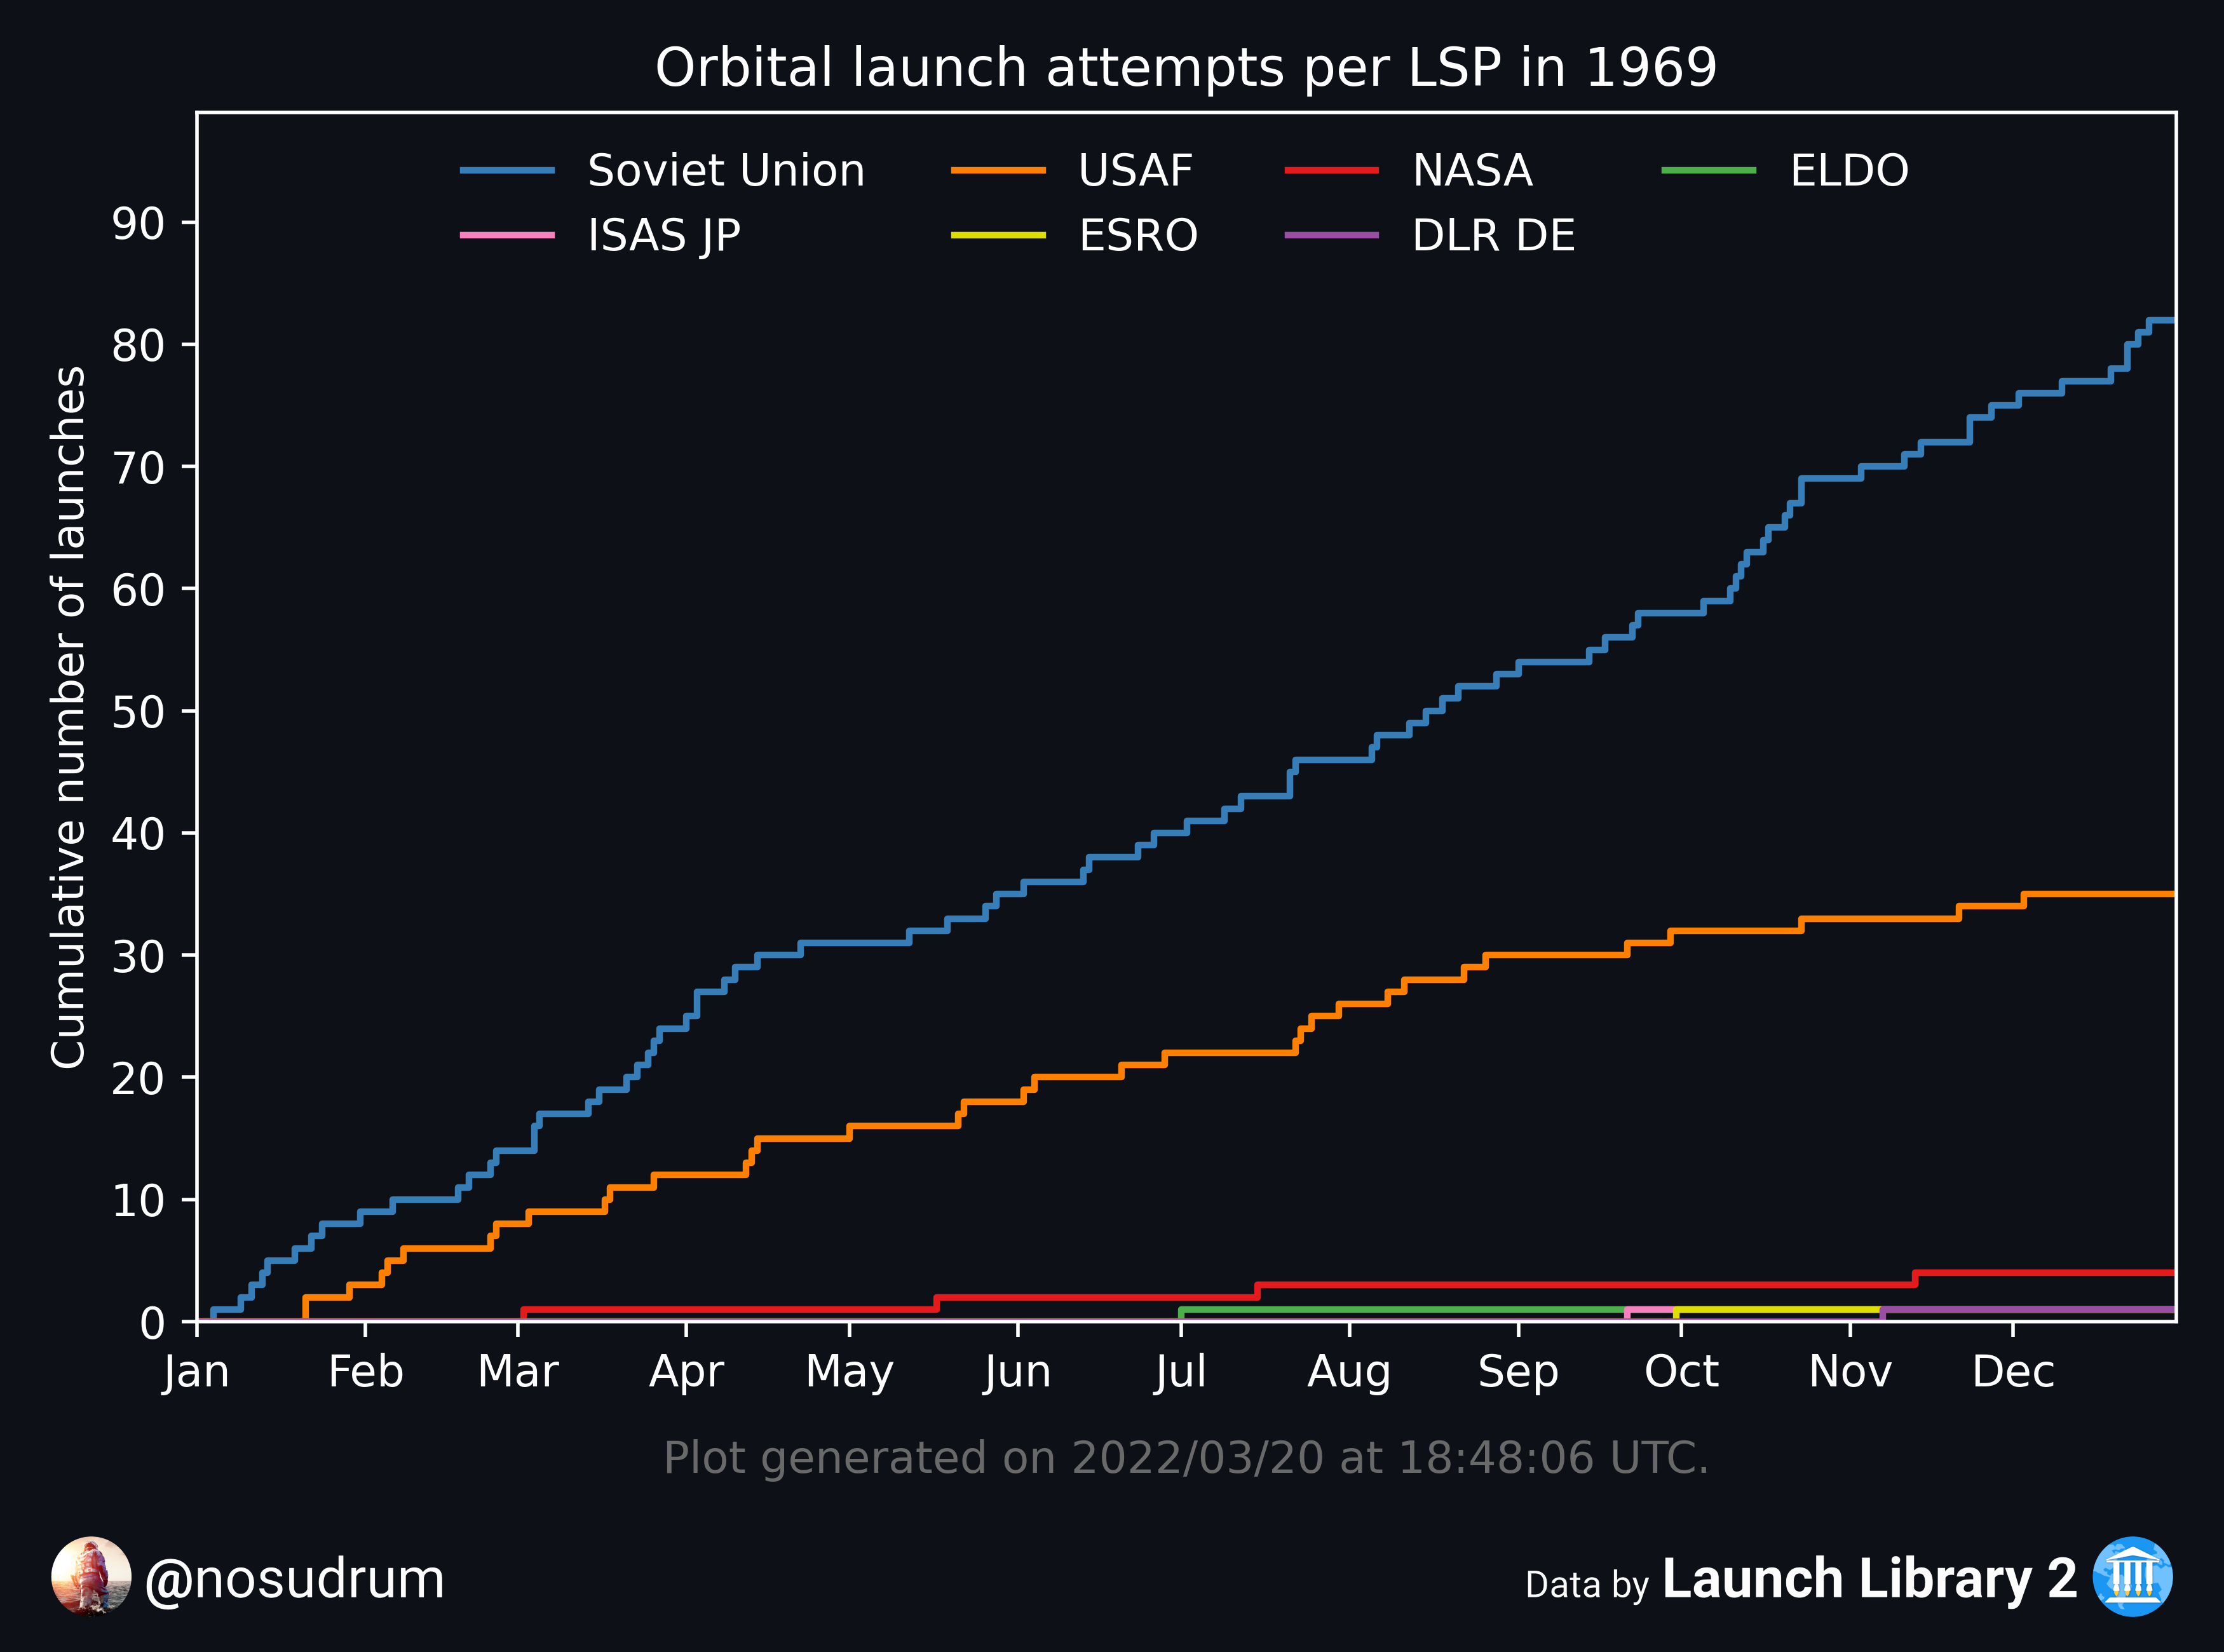 Orbital launch attempts per LSP in 1969
Soviet Union USAF NASA ELDO
ISAS JP ESRO DLR DE
Cumulative number of launches
90
80
70
60
50
40
30
20
10
0
Jan Feb Mar Apr May Jun Jul Aug Sep Oct Nov Dec
Plot generated on 2022/03/20 at 18:48:06 UTC.
@nosudrum
Data by Launch Library 2